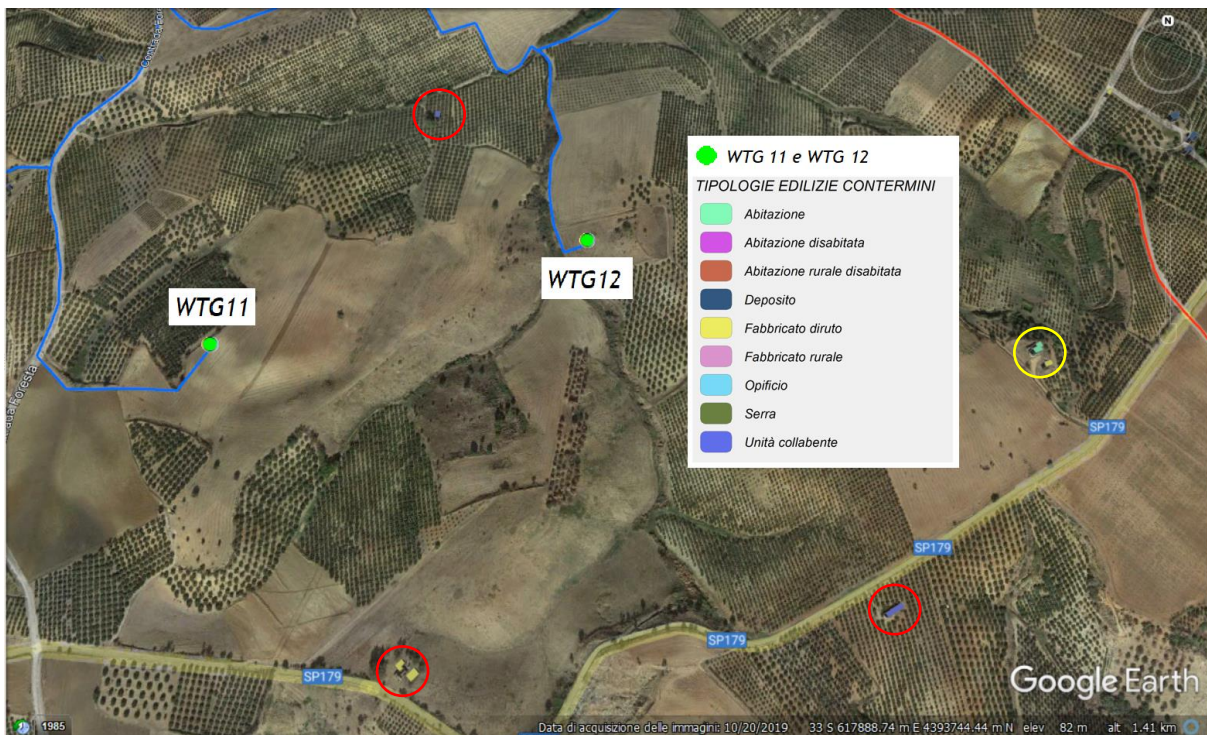 N
WTG 11 e WTG 12
TIPOLOGIE EDILIZIE CONTERMINI
Abitazione
Abitazione disabitata
Abitazione rurale disabitata
Deposito
Fabbricato diruto
Fabbricato rurale
Opificio
Serra
Unità collabente
WTG12
WTG11
Foresta
SP179
SP179
SP179
SP179
Google Earth
1985
Data di acquisizione delle immagini: 10/20/2019 33 S 617888.74 m E 4393744.44 m N elev 82 m alt 1.41 km